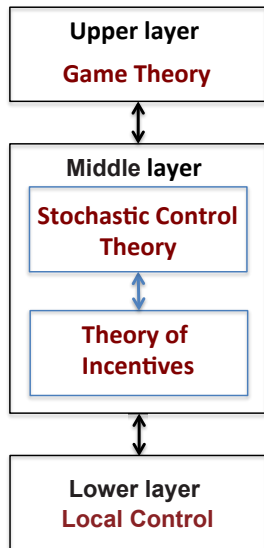 Upper layer
Game Theory
Middle layer
Stochastic Control
Theory
Theory of
Incentives
Lower layer
Local Control